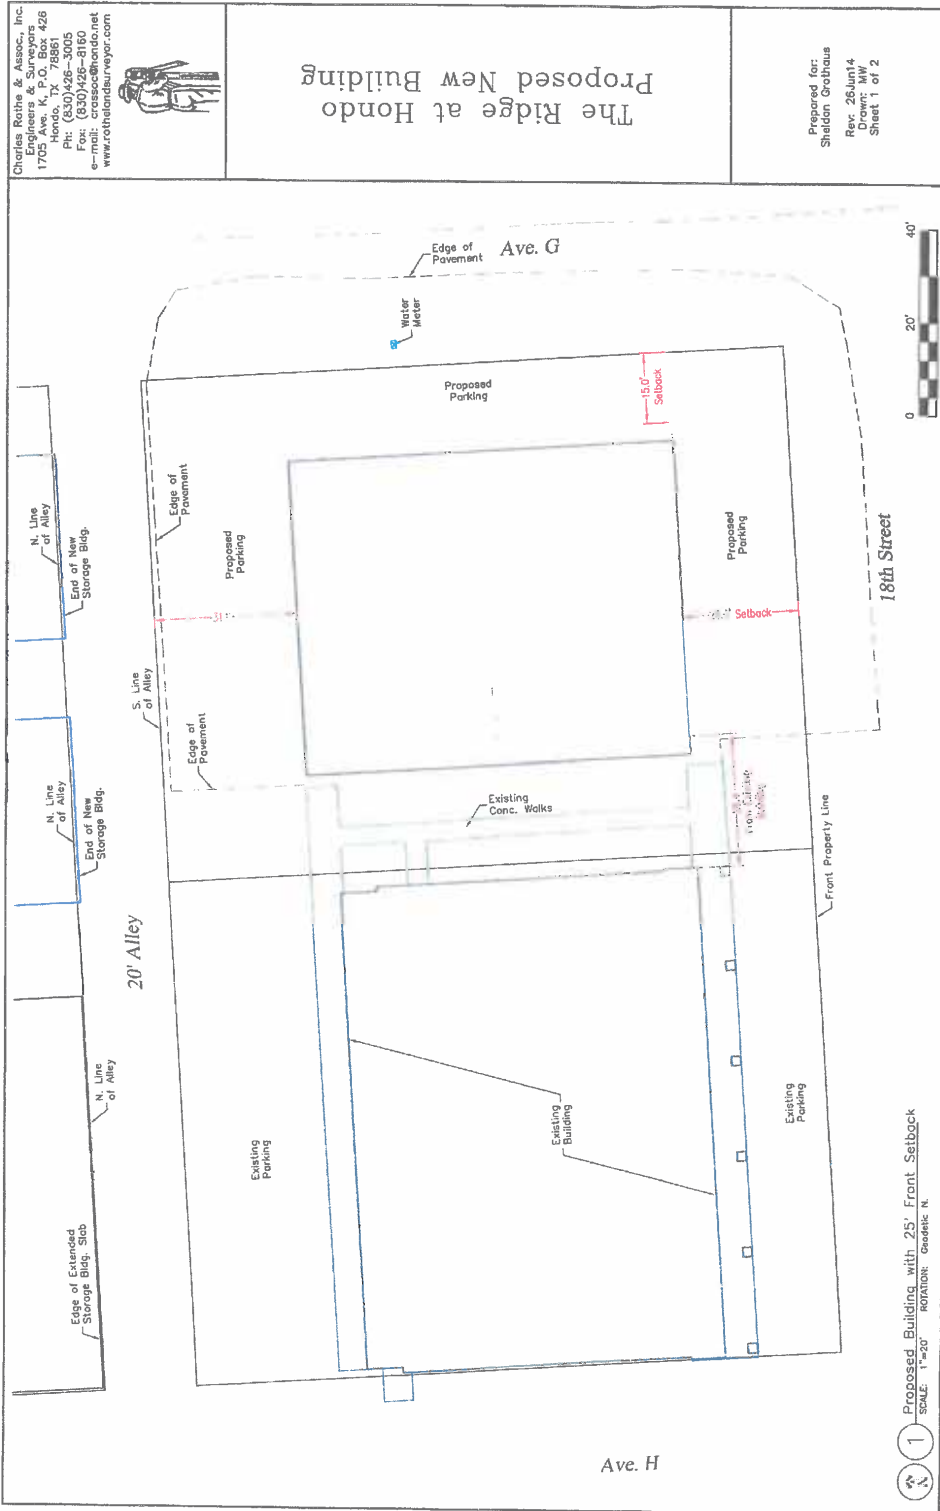 Charles Rothe & Assoc., Inc.
Engineers & Surveyors
1705 Ave. K, P.O. Box 426
Hondo, TX 78861
Ph: (830)426-3005
Fax: (830)426-8160
e-mail: crassoc@hondo.net
www.rothelandsurveyor.com
The Ridge at Hondo
Proposed New Building
Prepared for:
Sheldon Grothaus
Rev: 26Jun14
Drawn: MW
Sheet 1 of 2
Edge of
Pavement
Ave. G
Water
Meter
Proposed
Parking
15.0'
Setback
N. Line
of Alley
End of New
Storage Bldg.
Edge of
Pavement
Proposed
Parking
31
Proposed
Parking
Setback
18th Street
S. Line
of Alley
Edge of
Pavement
N. Line
of Alley
End of New
Storage Bldg.
Existing
Conc. Walks
Front Property Line
20' Alley
N. Line
of Alley
Existing
Parking
Existing
Building
Existing
Parking
Edge of Extended
Storage Bldg. Slab
Ave. H
0 20' 40'
1 Proposed Building with 25' Front Setback
SCALE: 1"=20' ROTATION: Geodetic N.